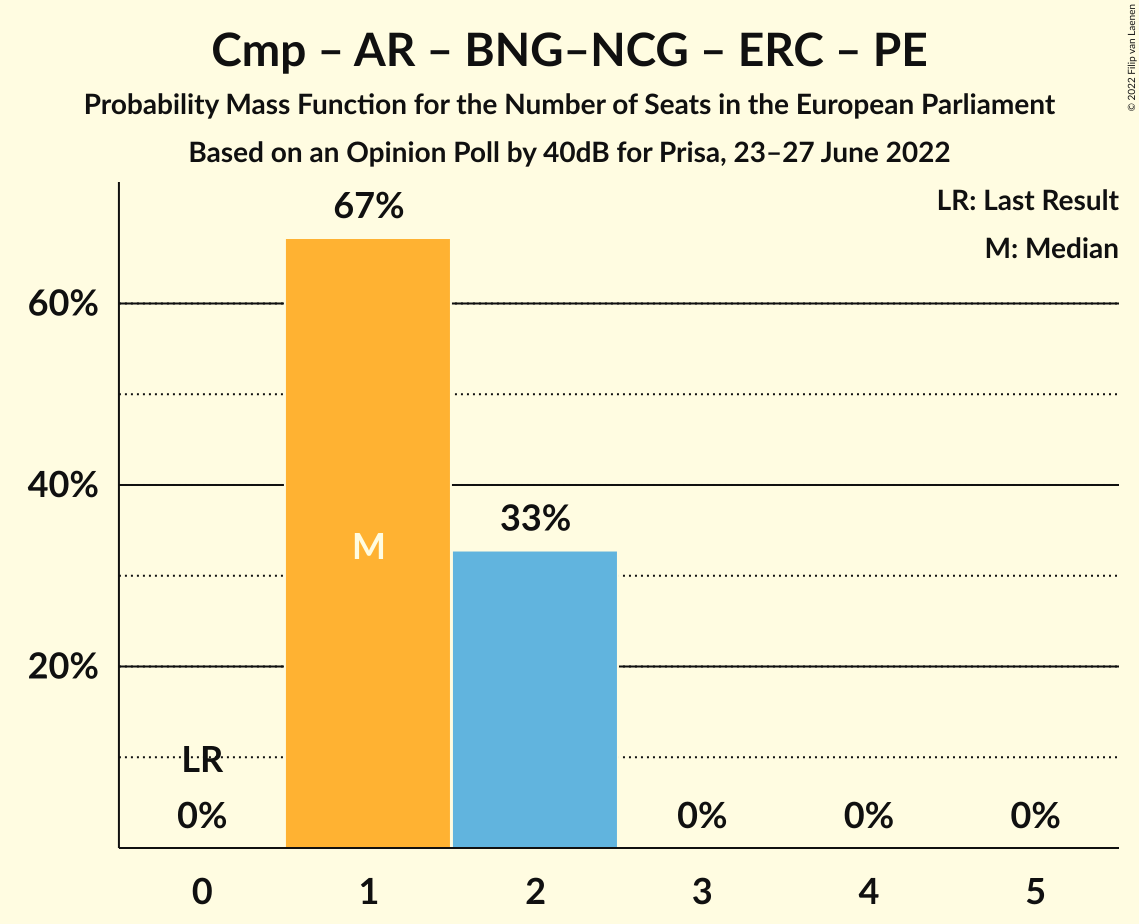 Cmp – AR – BNG–NCG – ERC – PE
Probability Mass Function for the Number of Seats in the European Parliament
Based on an Opinion Poll by 40dB for Prisa, 23–27 June 2022
© 2022 Filip van Laenen
LR: Last Result
M: Median
67%
60%
40%
33%
M
20%
LR
0%
0%
0%
0%
0
1
2
3
4
5